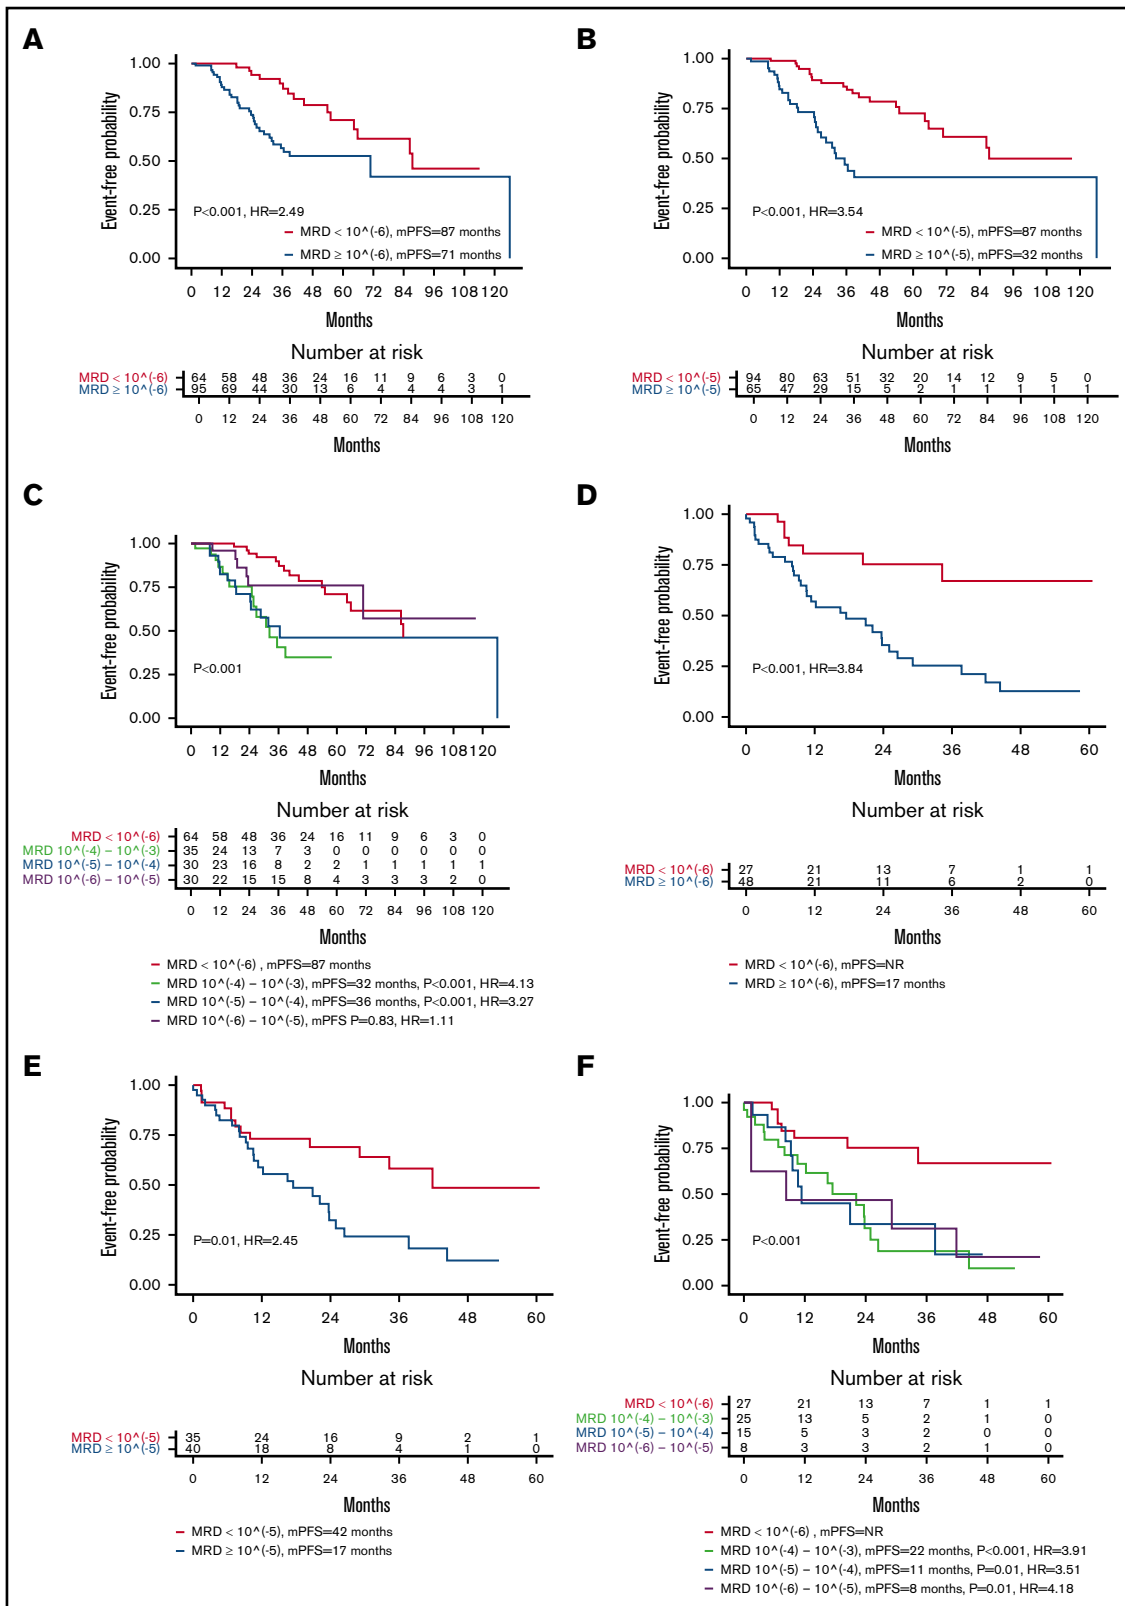 A
Event-free probability
1.00
0.75
0.50
0.25
0.00
P<0.001, HR=2.49
MRD < 10^(-6), mPFS=87 months
MRD ≥ 10^(-6), mPFS=71 months
0 12 24 36 48 60 72 84 96 108 120
Months
Number at risk
MRD < 10^(-6) 64 58 48 36 24 16 11 9 6 3 0
MRD ≥ 10^(-6) 95 69 44 30 13 6 4 4 4 3 1
0 12 24 36 48 60 72 84 96 108 120
Months
B
Event-free probability
1.00
0.75
0.50
0.25
0.00
P<0.001, HR=3.54
MRD < 10^(-5), mPFS=87 months
MRD ≥ 10^(-5), mPFS=32 months
0 12 24 36 48 60 72 84 96 108 120
Months
Number at risk
MRD < 10^(-5) 94 80 63 51 32 20 14 12 9 5 0
MRD ≥ 10^(-5) 65 47 29 15 5 2 1 1 1 1 1
0 12 24 36 48 60 72 84 96 108 120
Months
C
Event-free probability
1.00
0.75
0.50
0.25
0.00
P<0.001
0 12 24 36 48 60 72 84 96 108 120
Months
Number at risk
MRD < 10^(-6) 64 58 48 36 24 16 11 9 6 3 0
MRD 10^(-4) – 10^(-3) 35 24 13 7 3 0 0 0 0 0 0
MRD 10^(-5) – 10^(-4) 30 23 16 8 2 2 1 1 1 1 1
MRD 10^(-6) – 10^(-5) 30 22 15 15 8 4 3 3 3 2 0
0 12 24 36 48 60 72 84 96 108 120
Months
MRD < 10^(-6) , mPFS=87 months
MRD 10^(-4) – 10^(-3), mPFS=32 months, P<0.001, HR=4.13
MRD 10^(-5) – 10^(-4), mPFS=36 months, P<0.001, HR=3.27
MRD 10^(-6) – 10^(-5), mPFS P=0.83, HR=1.11
D
Event-free probability
1.00
0.75
0.50
0.25
0.00
P<0.001, HR=3.84
0 12 24 36 48 60
Months
Number at risk
MRD < 10^(-6) 27 21 13 7 1 1
MRD ≥ 10^(-6) 48 21 11 6 2 0
0 12 24 36 48 60
Months
MRD < 10^(-6), mPFS=NR
MRD ≥ 10^(-6), mPFS=17 months
E
Event-free probability
1.00
0.75
0.50
0.25
0.00
P=0.01, HR=2.45
0 12 24 36 48 60
Months
Number at risk
MRD < 10^(-5) 35 24 16 9 2 1
MRD ≥ 10^(-5) 40 18 8 4 1 0
0 12 24 36 48 60
Months
MRD < 10^(-5), mPFS=42 months
MRD ≥ 10^(-5), mPFS=17 months
F
Event-free probability
1.00
0.75
0.50
0.25
0.00
P<0.001
0 12 24 36 48 60
Months
Number at risk
MRD < 10^(-6) 27 21 13 7 1 1
MRD 10^(-4) – 10^(-3) 25 13 5 2 1 0
MRD 10^(-5) – 10^(-4) 15 5 3 2 0 0
MRD 10^(-6) – 10^(-5) 8 3 3 2 1 0
0 12 24 36 48 60
Months
MRD < 10^(-6) , mPFS=NR
MRD 10^(-4) – 10^(-3), mPFS=22 months, P<0.001, HR=3.91
MRD 10^(-5) – 10^(-4), mPFS=11 months, P=0.01, HR=3.51
MRD 10^(-6) – 10^(-5), mPFS=8 months, P=0.01, HR=4.18